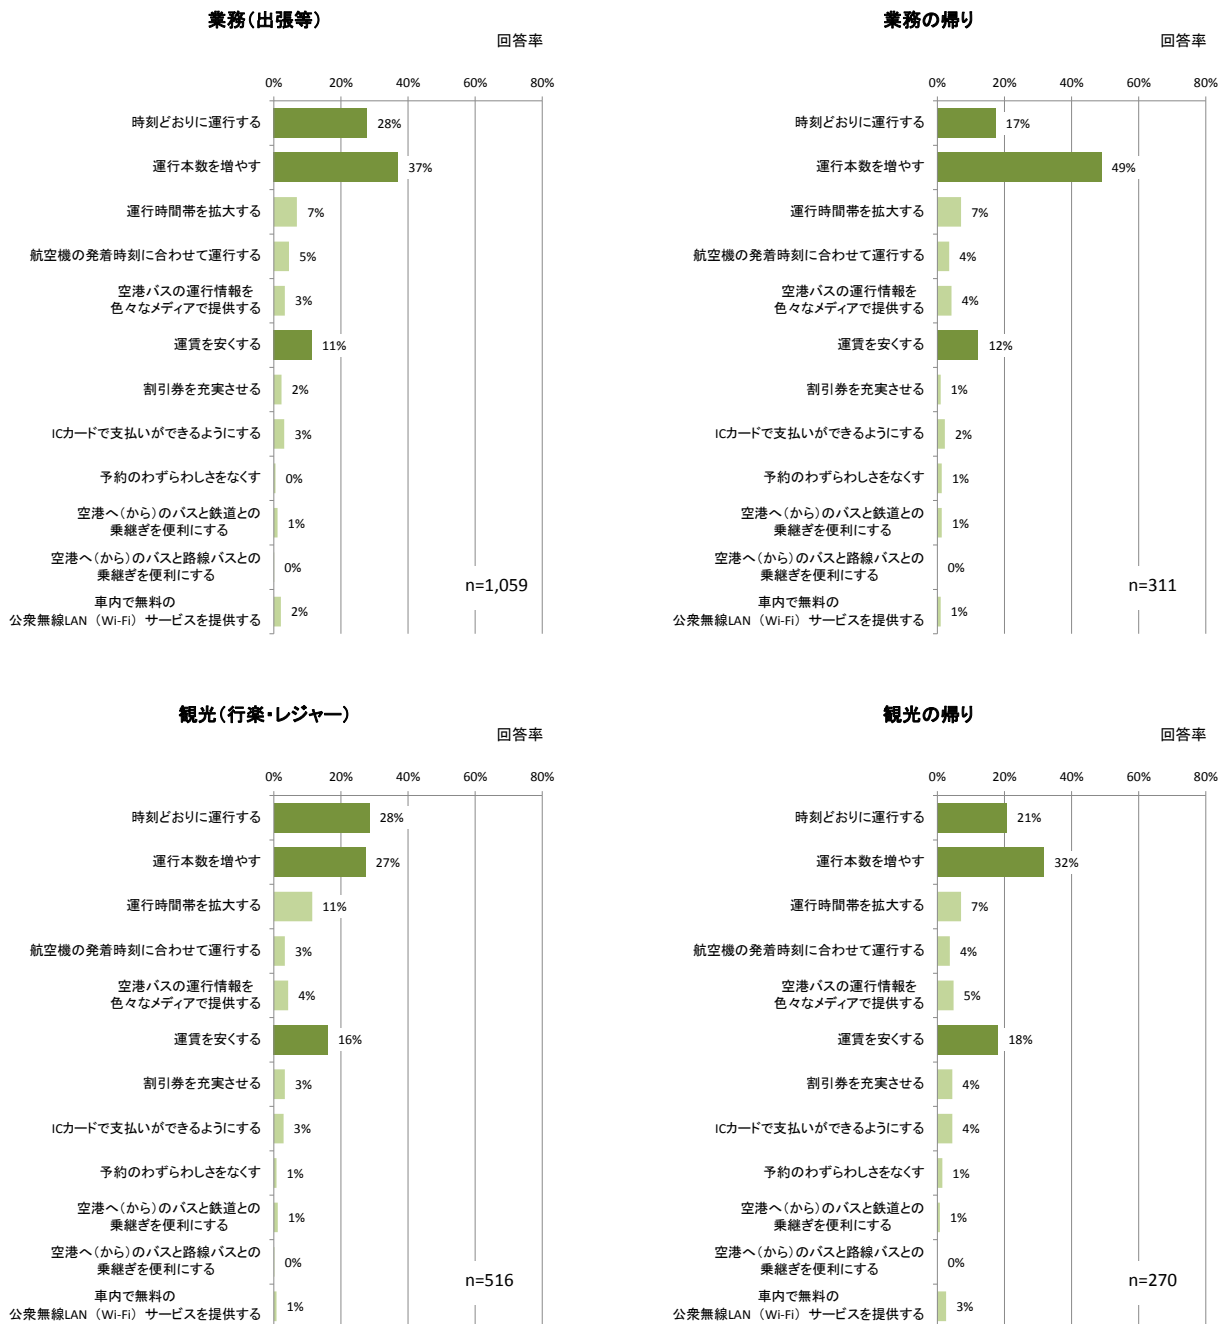 業務（出張等）
回答率
0% 20% 40% 60% 80%
時刻どおりに運行する 28%
運行本数を増やす 37%
運行時間帯を拡大する 7%
航空機の発着時刻に合わせて運行する 5%
空港バスの運行情報を
色々なメディアで提供する 3%
運賃を安くする 11%
割引券を充実させる 2%
ICカードで支払いができるようにする 3%
予約のわずらわしさをなくす 0%
空港へ（から）のバスと鉄道との
乗継ぎを便利にする 1%
空港へ（から）のバスと路線バスとの
乗継ぎを便利にする 0%
n=1,059
車内で無料の
公衆無線LAN（Wi-Fi）サービスを提供する 2%
業務の帰り
回答率
0% 20% 40% 60% 80%
時刻どおりに運行する 17%
運行本数を増やす 49%
運行時間帯を拡大する 7%
航空機の発着時刻に合わせて運行する 4%
空港バスの運行情報を
色々なメディアで提供する 4%
運賃を安くする 12%
割引券を充実させる 1%
ICカードで支払いができるようにする 2%
予約のわずらわしさをなくす 1%
空港へ（から）のバスと鉄道との
乗継ぎを便利にする 1%
空港へ（から）のバスと路線バスとの
乗継ぎを便利にする 0%
n=311
車内で無料の
公衆無線LAN（Wi-Fi）サービスを提供する 1%
観光（行楽・レジャー）
回答率
0% 20% 40% 60% 80%
時刻どおりに運行する 28%
運行本数を増やす 27%
運行時間帯を拡大する 11%
航空機の発着時刻に合わせて運行する 3%
空港バスの運行情報を
色々なメディアで提供する 4%
運賃を安くする 16%
割引券を充実させる 3%
ICカードで支払いができるようにする 3%
予約のわずらわしさをなくす 1%
空港へ（から）のバスと鉄道との
乗継ぎを便利にする 1%
空港へ（から）のバスと路線バスとの
乗継ぎを便利にする 0%
n=516
車内で無料の
公衆無線LAN（Wi-Fi）サービスを提供する 1%
観光の帰り
回答率
0% 20% 40% 60% 80%
時刻どおりに運行する 21%
運行本数を増やす 32%
運行時間帯を拡大する 7%
航空機の発着時刻に合わせて運行する 4%
空港バスの運行情報を
色々なメディアで提供する 5%
運賃を安くする 18%
割引券を充実させる 4%
ICカードで支払いができるようにする 4%
予約のわずらわしさをなくす 1%
空港へ（から）のバスと鉄道との
乗継ぎを便利にする 1%
空港へ（から）のバスと路線バスとの
乗継ぎを便利にする 0%
n=270
車内で無料の
公衆無線LAN（Wi-Fi）サービスを提供する 3%